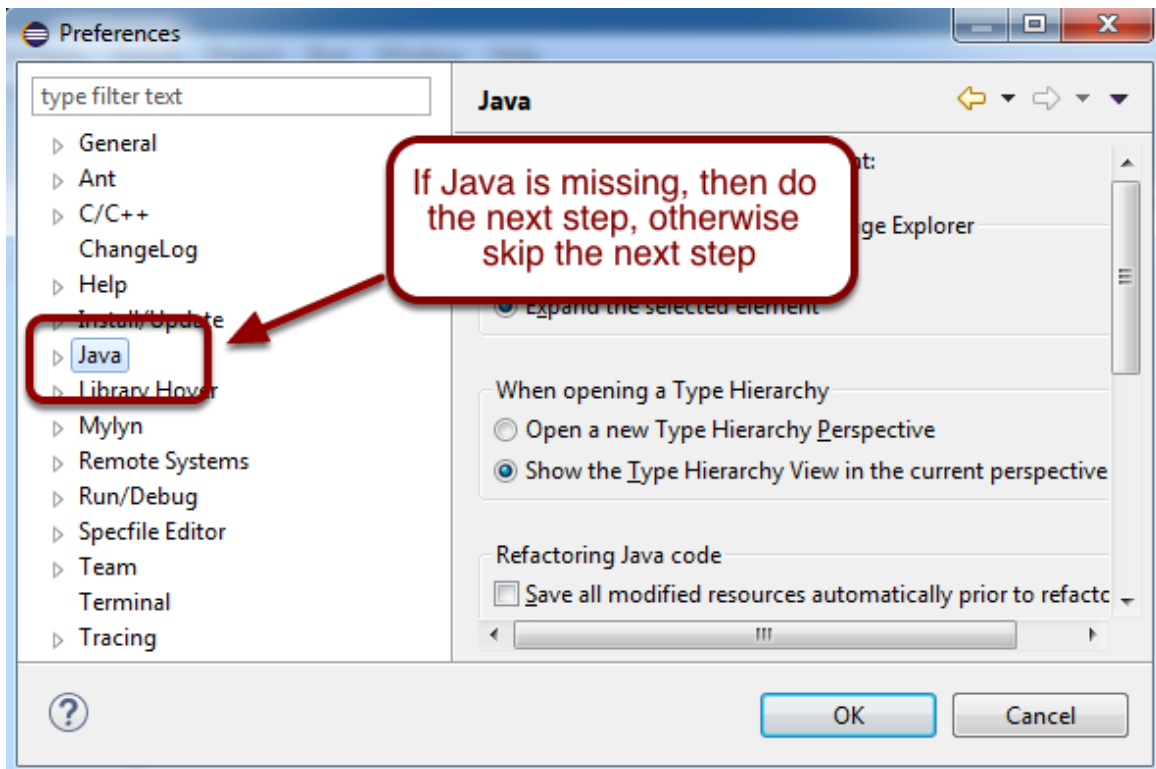 Preferences
type filter text
General
Ant
C/C++
ChangeLog
Help
Install/Update
Java
Library Hover
Mylyn
Remote Systems
Run/Debug
Specfile Editor
Team
Terminal
Tracing
Java
If Java is missing, then do
the next step, otherwise
skip the next step
Explorer
Expand the selected element
When opening a Type Hierarchy
Open a new Type Hierarchy Perspective
Show the Type Hierarchy View in the current perspective
Refactoring Java code
Save all modified resources automatically prior to refactc
OK
Cancel